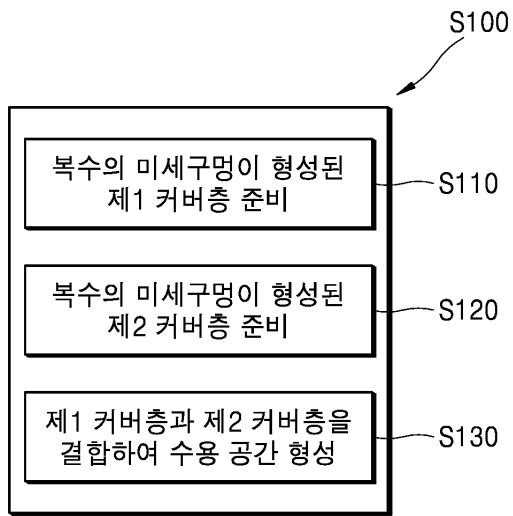 S100
복수의 미세구멍이 형성된
제1 커버층 준비
S110
복수의 미세구멍이 형성된
제2 커버층 준비
S120
제1 커버층과 제2 커버층을
결합하여 수용 공간 형성
S130